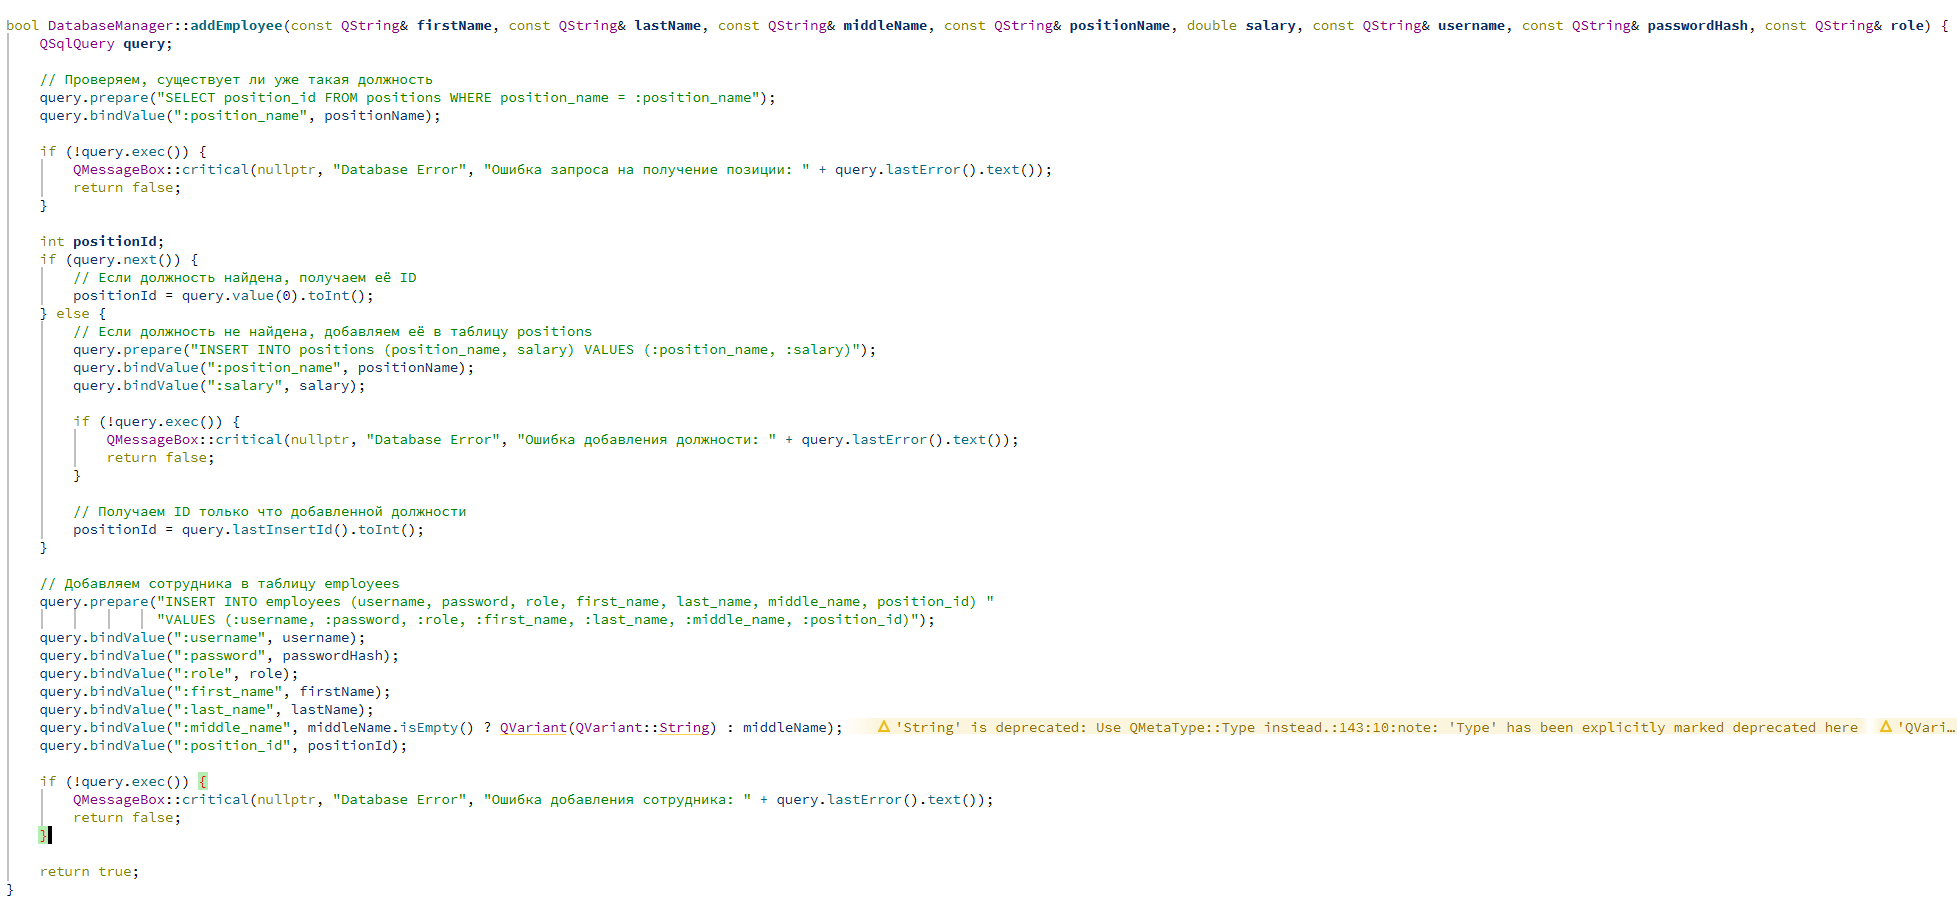 bool DatabaseManager::addEmployee(const QString& firstName, const QString& lastName, const QString& middleName, const QString& positionName, double salary, const QString& username, const QString& passwordHash, const QString& role) {
    QSqlQuery query;

    // Проверяем, существует ли уже такая должность
    query.prepare("SELECT position_id FROM positions WHERE position_name = :position_name");
    query.bindValue(":position_name", positionName);

    if (!query.exec()) {
        QMessageBox::critical(nullptr, "Database Error", "Ошибка запроса на получение позиции: " + query.lastError().text());
        return false;
    }

    int positionId;
    if (query.next()) {
        // Если должность найдена, получаем её ID
        positionId = query.value(0).toInt();
    } else {
        // Если должность не найдена, добавляем её в таблицу positions
        query.prepare("INSERT INTO positions (position_name, salary) VALUES (:position_name, :salary)");
        query.bindValue(":position_name", positionName);
        query.bindValue(":salary", salary);

        if (!query.exec()) {
            QMessageBox::critical(nullptr, "Database Error", "Ошибка добавления должности: " + query.lastError().text());
            return false;
        }

        // Получаем ID только что добавленной должности
        positionId = query.lastInsertId().toInt();
    }

    // Добавляем сотрудника в таблицу employees
    query.prepare("INSERT INTO employees (username, password, role, first_name, last_name, middle_name, position_id) "
                  "VALUES (:username, :password, :role, :first_name, :last_name, :middle_name, :position_id)");
    query.bindValue(":username", username);
    query.bindValue(":password", passwordHash);
    query.bindValue(":role", role);
    query.bindValue(":first_name", firstName);
    query.bindValue(":last_name", lastName);
    query.bindValue(":middle_name", middleName.isEmpty() ? QVariant(QVariant::String) : middleName); 'String' is deprecated: Use QMetaType::Type instead.:143:10:note: 'Type' has been explicitly marked deprecated here 'QVari…
    query.bindValue(":position_id", positionId);

    if (!query.exec()) {
        QMessageBox::critical(nullptr, "Database Error", "Ошибка добавления сотрудника: " + query.lastError().text());
        return false;
    }

    return true;
}